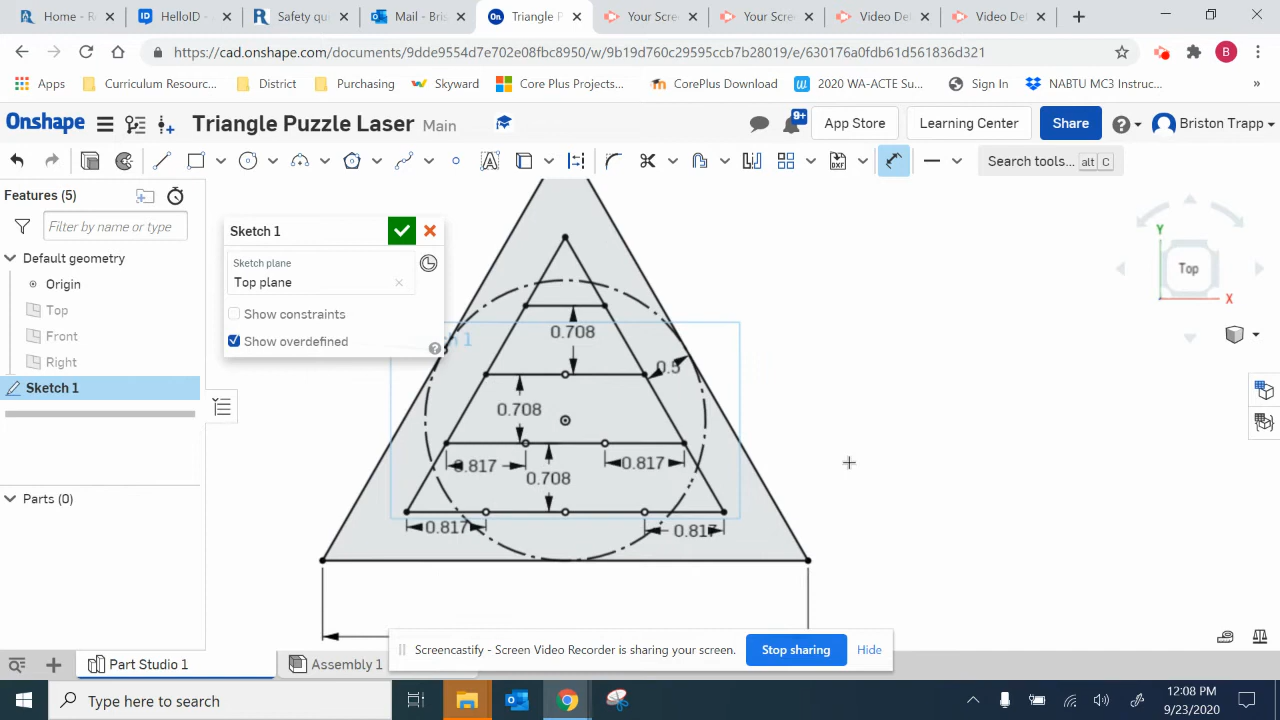 Home - R
HelloID -
Safety qu
Mail - Bris
Triangle P
Your Scre
Your Scre
Video De
Video De
https://cad.onshape.com/documents/9dde9554d7e702e08fbc8950/w/9b19d760c29595ccb7b28019/e/630176a0fdb61d561836d321
B
Apps
Curriculum Resourc...
District
Purchasing
Skyward
Core Plus Projects...
CorePlus Download
2020 WA-ACTE Su...
Sign In
NABTU MC3 Instruc...
»
Onshape
Triangle Puzzle Laser Main
9+
App Store
Learning Center
Share
Briston Trapp
Search tools... alt C
Features (5)
Filter by name or type
Default geometry
Origin
Top
Front
Right
Sketch 1
Parts (0)
Sketch 1
Sketch plane
Top plane
Show constraints
Show overdefined
0.708
0.5
0.708
0.817
0.708
0.817
0.817
0.817
Y
Top
X
Screencastify - Screen Video Recorder is sharing your screen.
Stop sharing
Hide
Part Studio 1
Assembly 1
Type here to search
12:08 PM
9/23/2020